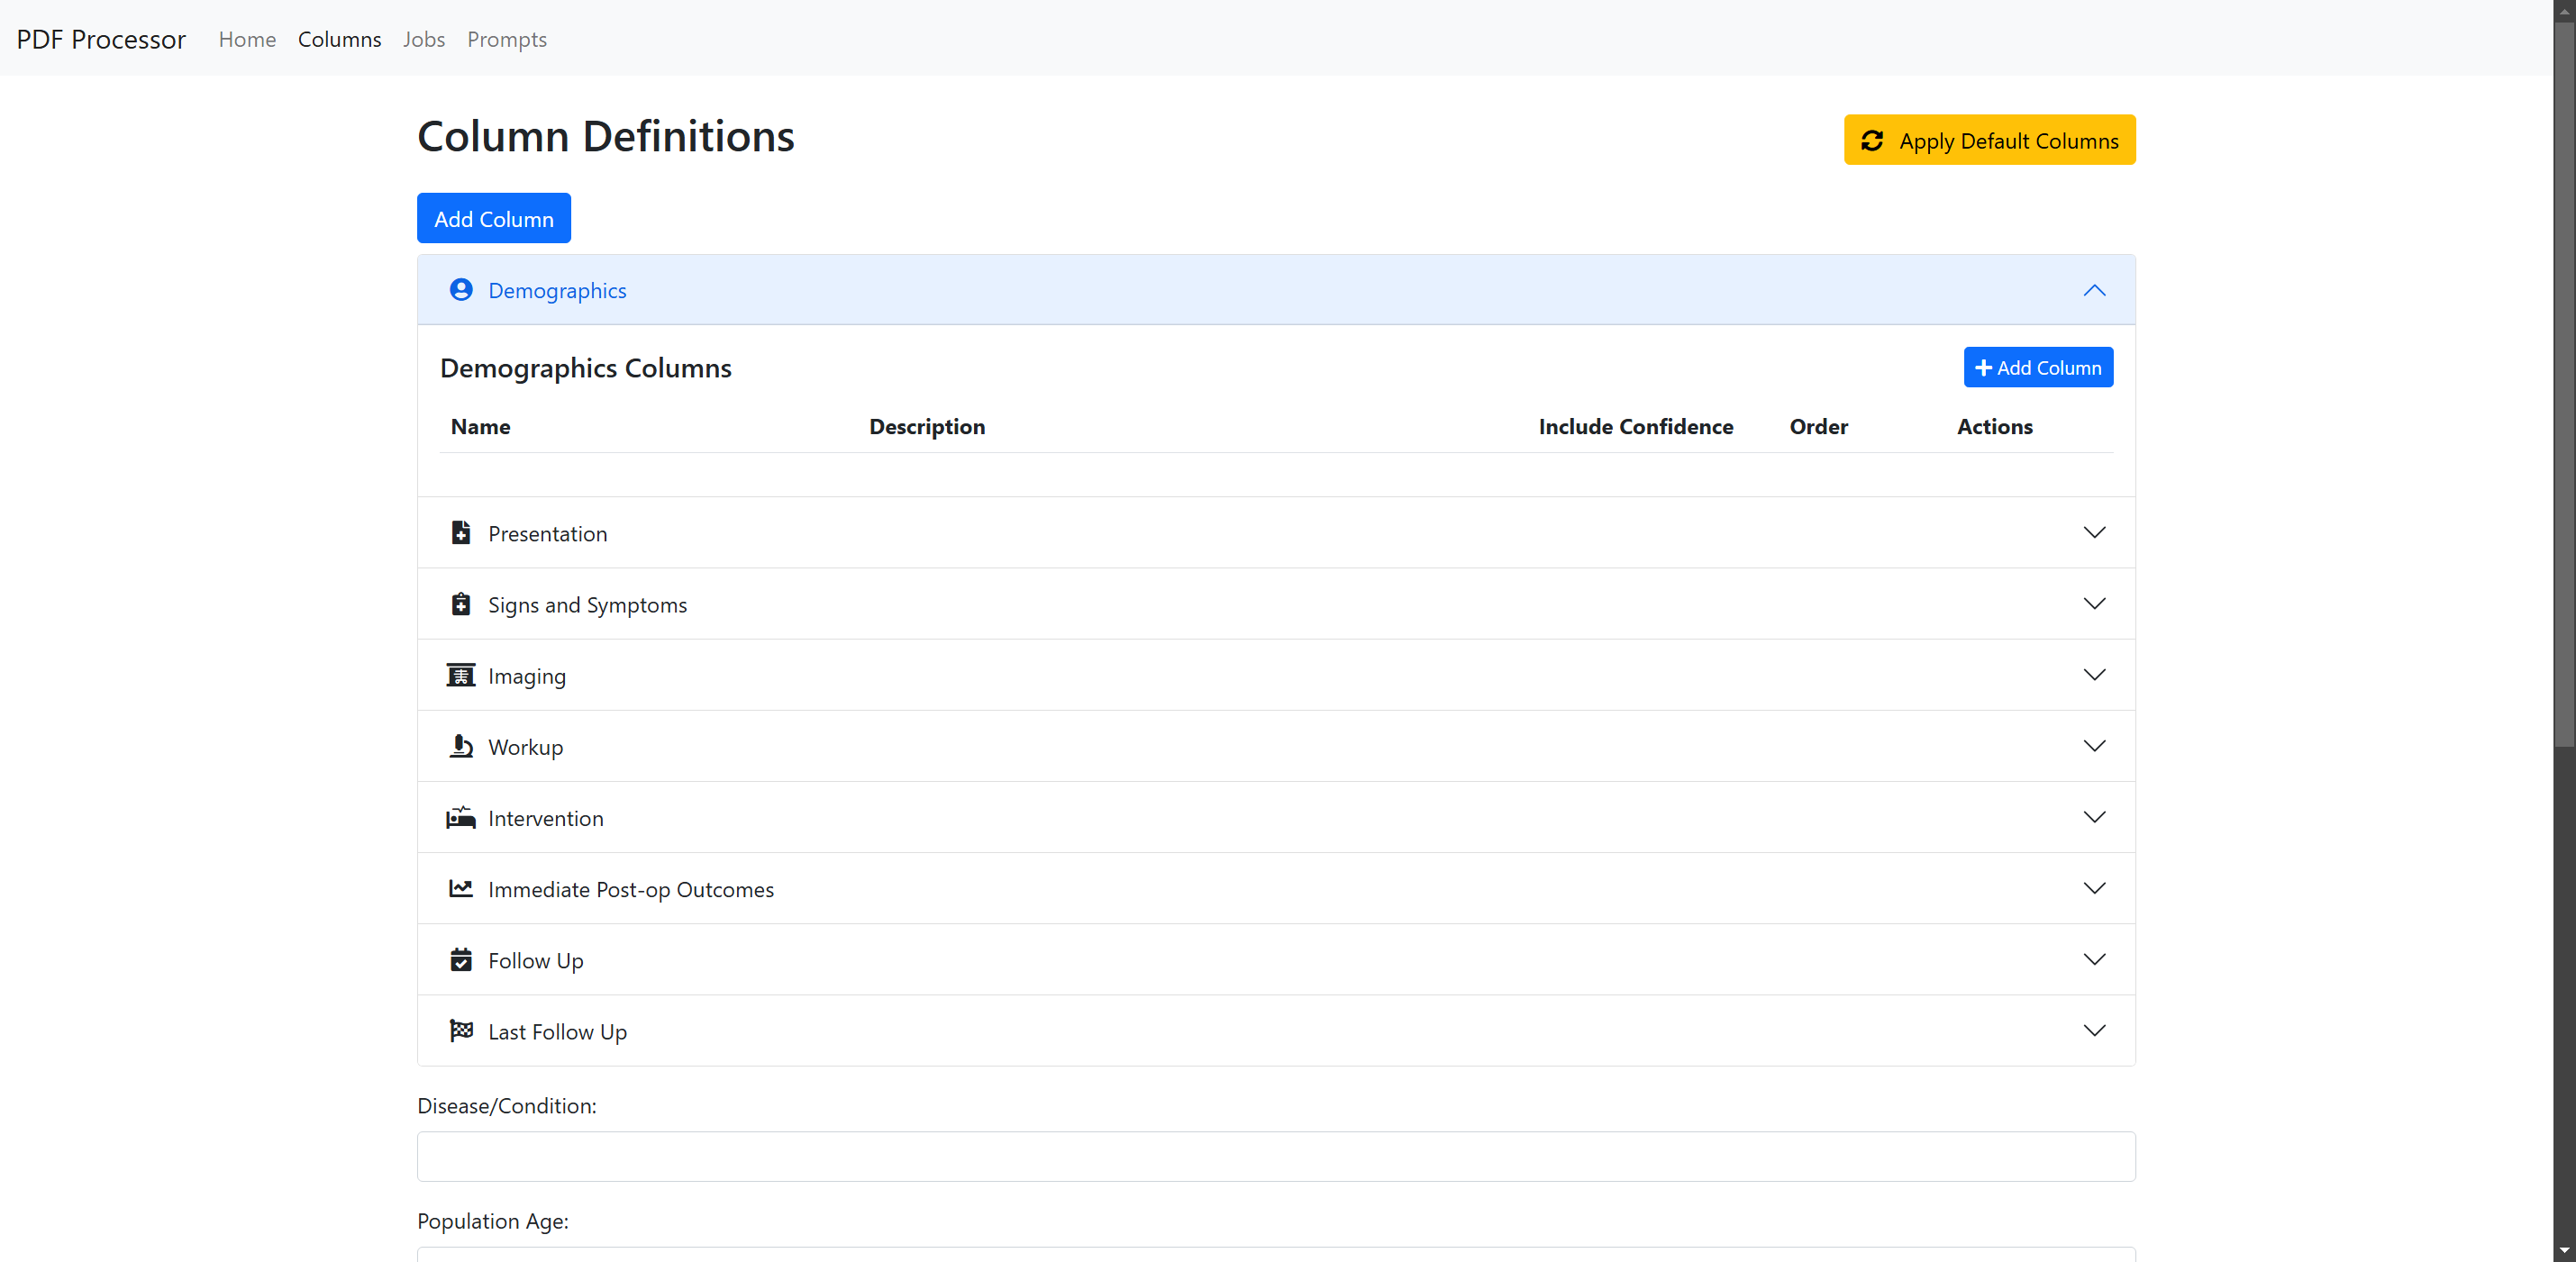 PDF Processor Home Columns Jobs Prompts
Column Definitions
Apply Default Columns
Add Column
Demographics
Demographics Columns
Add Column
Name Description Include Confidence Order Actions
Presentation
Signs and Symptoms
Imaging
Workup
Intervention
Immediate Post-op Outcomes
Follow Up
Last Follow Up
Disease/Condition:
Population Age: